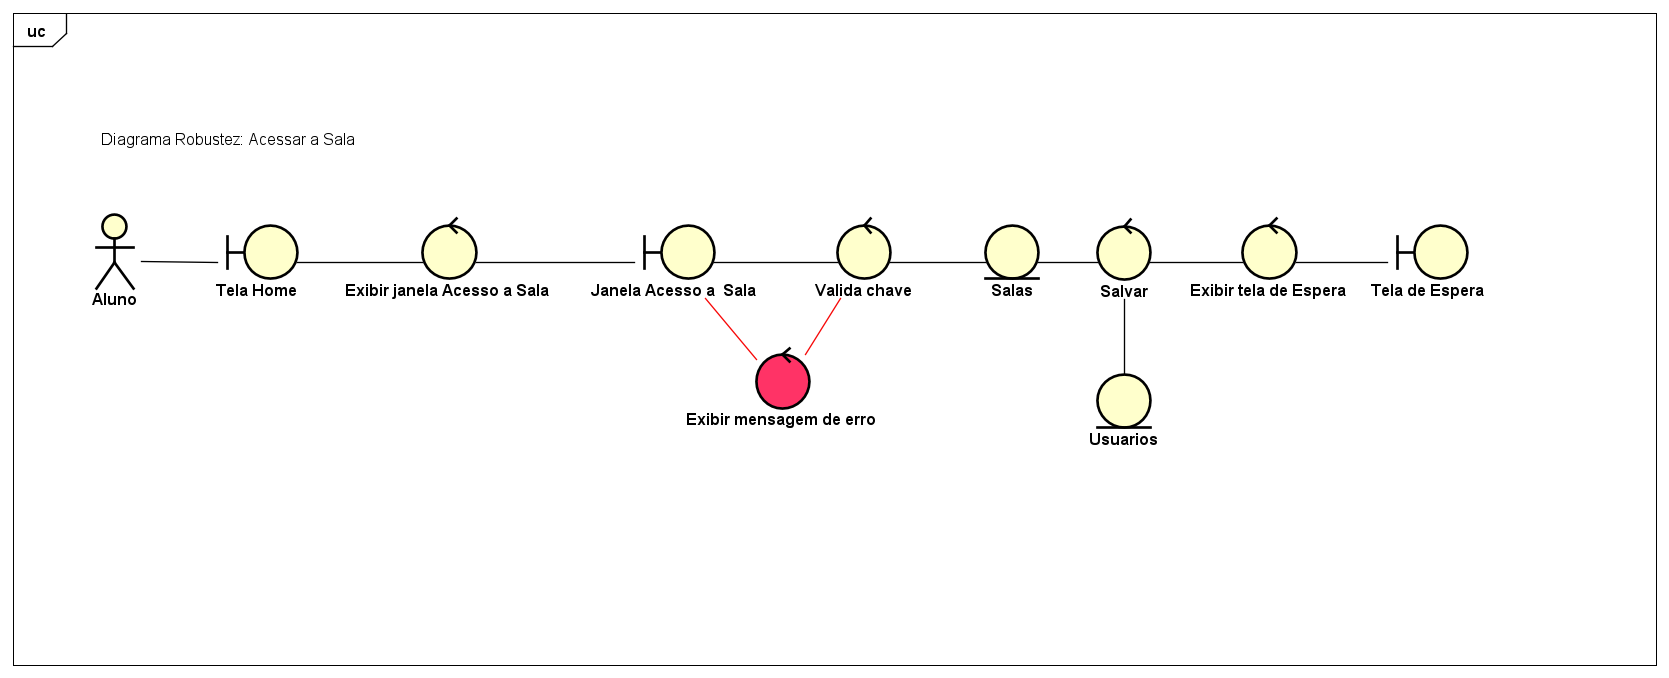 uc
Diagrama Robustez: Acessar a Sala
Aluno
Tela Home
Exibir janela Acesso a Sala
Janela Acesso a  Sala
Valida chave
Salas
Salvar
Exibir tela de Espera
Tela de Espera
Exibir mensagem de erro
Usuarios